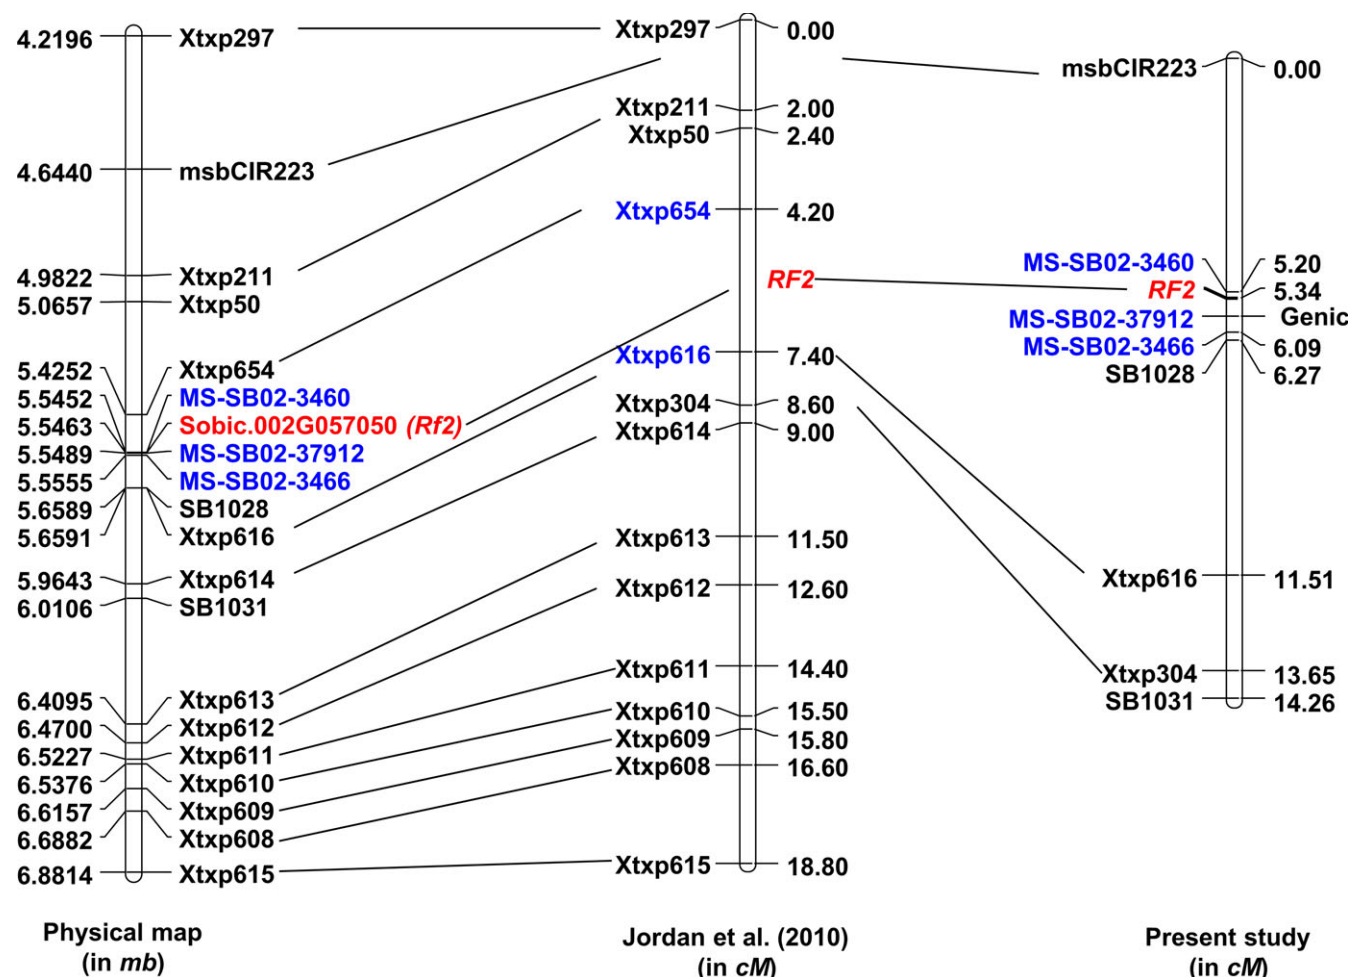 4.2196 Xtxp297
4.6440 msbCIR223
4.9822 Xtxp211
5.0657 Xtxp50
5.4252 Xtxp654
5.5452 MS-SB02-3460
5.5463 Sobic.002G057050 (Rf2)
5.5489 MS-SB02-37912
5.5555 MS-SB02-3466
5.6589 SB1028
5.6591 Xtxp616
5.9643 Xtxp614
6.0106 SB1031
6.4095 Xtxp613
6.4700 Xtxp612
6.5227 Xtxp611
6.5376 Xtxp610
6.6157 Xtxp609
6.6882 Xtxp608
6.8814 Xtxp615
Physical map
(in mb)
Xtxp297 0.00
Xtxp211 2.00
Xtxp50 2.40
Xtxp654 4.20
RF2
Xtxp616 7.40
Xtxp304 8.60
Xtxp614 9.00
Xtxp613 11.50
Xtxp612 12.60
Xtxp611 14.40
Xtxp610 15.50
Xtxp609 15.80
Xtxp608 16.60
Xtxp615 18.80
Jordan et al. (2010)
(in cM)
msbCIR223 0.00
MS-SB02-3460 5.20
RF2 5.34
MS-SB02-37912 Genic
MS-SB02-3466 6.09
SB1028 6.27
Xtxp616 11.51
Xtxp304 13.65
SB1031 14.26
Present study
(in cM)